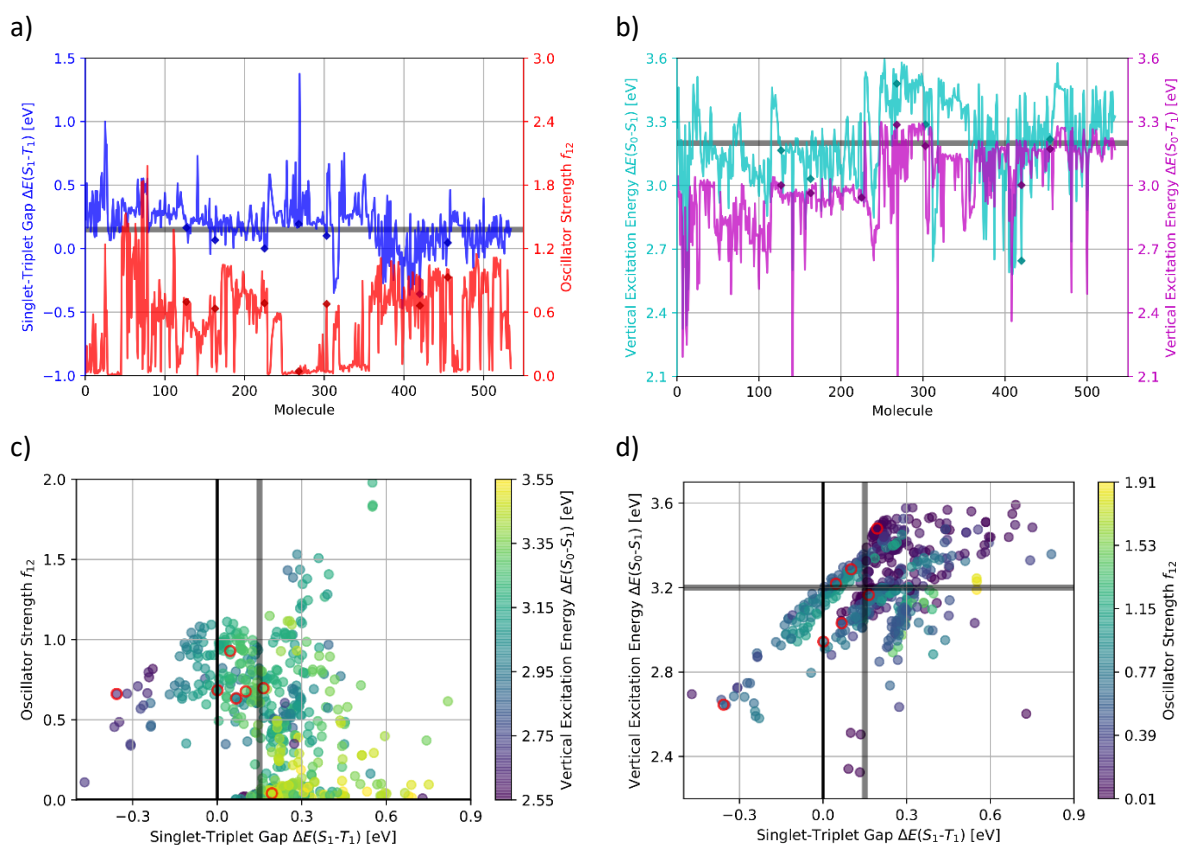 a)
1.5
1.0
0.5
0.0
−0.5
−1.0
Singlet-Triplet Gap ΔE(S₁-T₁) [eV]
0 100 200 300 400 500
Molecule
3.0
2.4
1.8
1.2
0.6
0.0
Oscillator Strength f₁₂
b)
3.6
3.3
3.0
2.7
2.4
2.1
Vertical Excitation Energy ΔE(S₀-S₁) [eV]
0 100 200 300 400 500
Molecule
3.6
3.3
3.0
2.7
2.4
2.1
Vertical Excitation Energy ΔE(S₀-T₁) [eV]
c)
2.0
1.5
1.0
0.5
0.0
Oscillator Strength f₁₂
−0.3 0.0 0.3 0.6 0.9
Singlet-Triplet Gap ΔE(S₁-T₁) [eV]
3.55
3.35
3.15
2.95
2.75
2.55
Vertical Excitation Energy ΔE(S₀-S₁) [eV]
d)
3.6
3.2
2.8
2.4
Vertical Excitation Energy ΔE(S₀-S₁) [eV]
−0.3 0.0 0.3 0.6 0.9
Singlet-Triplet Gap ΔE(S₁-T₁) [eV]
1.91
1.53
1.15
0.77
0.39
0.01
Oscillator Strength f₁₂